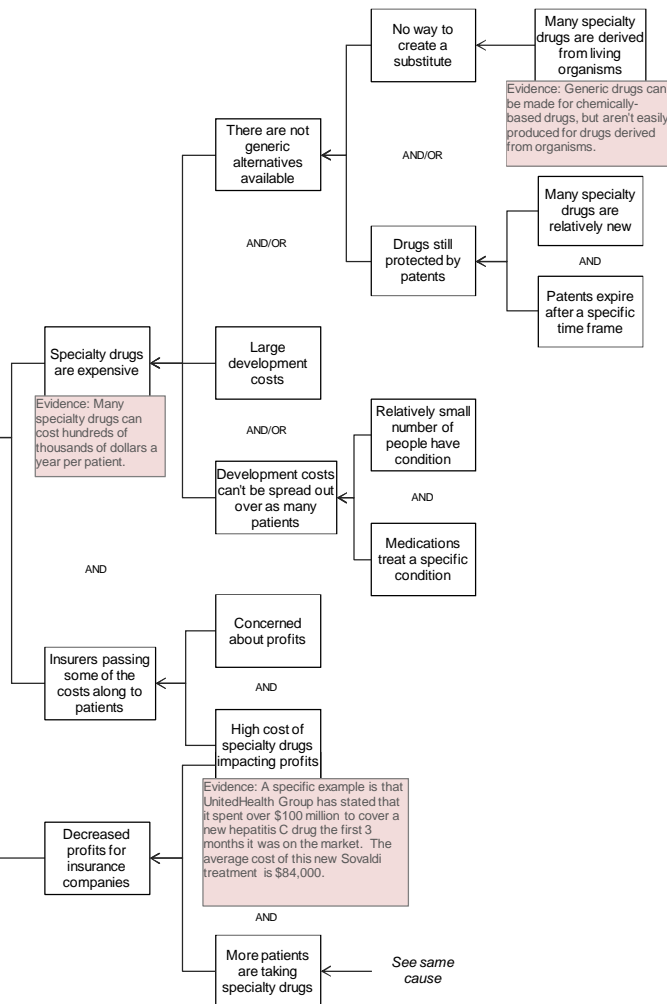 No way to
create a
substitute
Many specialty
drugs are derived
from living
organisms
Evidence: Generic drugs can
be made for chemically-
based drugs, but aren't easily
produced for drugs derived
from organisms.
There are not
generic
alternatives
available
AND/OR
AND/OR
Many specialty
drugs are
relatively new
Drugs still
protected by
patents
AND
Patents expire
after a specific
time frame
Specialty drugs
are expensive
Large
development
costs
Evidence: Many
specialty drugs can
cost hundreds of
thousands of dollars a
year per patient.
AND/OR
Relatively small
number of
people have
condition
Development costs
can't be spread out
over as many
patients
AND
Medications
treat a specific
condition
AND
Concerned
about profits
Insurers passing
some of the
costs along to
patients
AND
High cost of
specialty drugs
impacting profits
Evidence: A specific example is that
UnitedHealth Group has stated that
it spent over $100 million to cover a
new hepatitis C drug the first 3
months it was on the market.  The
average cost of this new Sovaldi
treatment is $84,000.
Decreased
profits for
insurance
companies
AND
More patients
are taking
specialty drugs
See same
cause